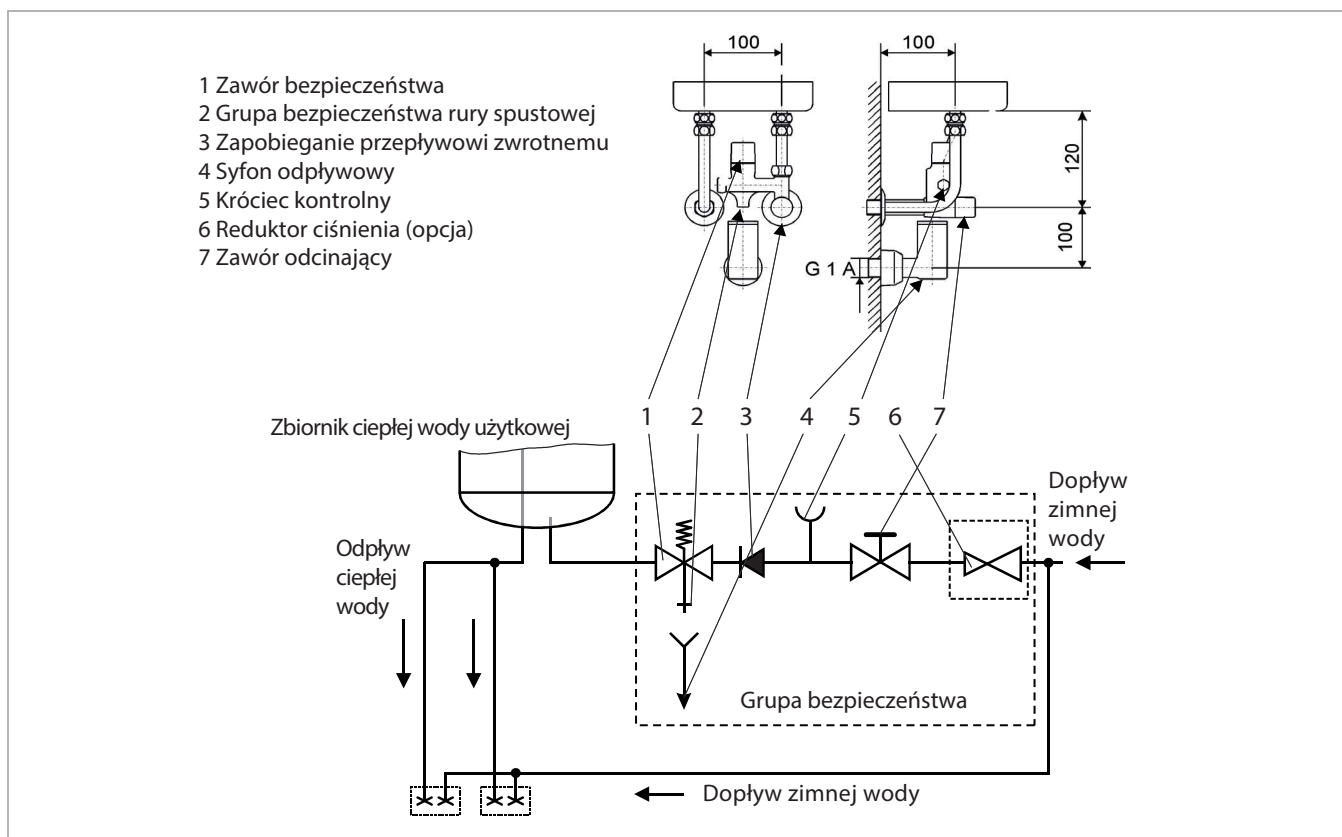 100
100
1 Zawór bezpieczeństwa
2 Grupa bezpieczeństwa rury spustowej
3 Zapobieganie przepływowi zwrotnemu
4 Syfon odpływowy
5 Króciec kontrolny
6 Reduktor ciśnienia (opcja)
7 Zawór odcinający
120
100
G 1 A
1 2 3 4 5 6 7
Zbiornik ciepłej wody użytkowej
Dopływ
zimnej
wody
Odpływ
ciepłej
wody
Grupa bezpieczeństwa
Dopływ zimnej wody